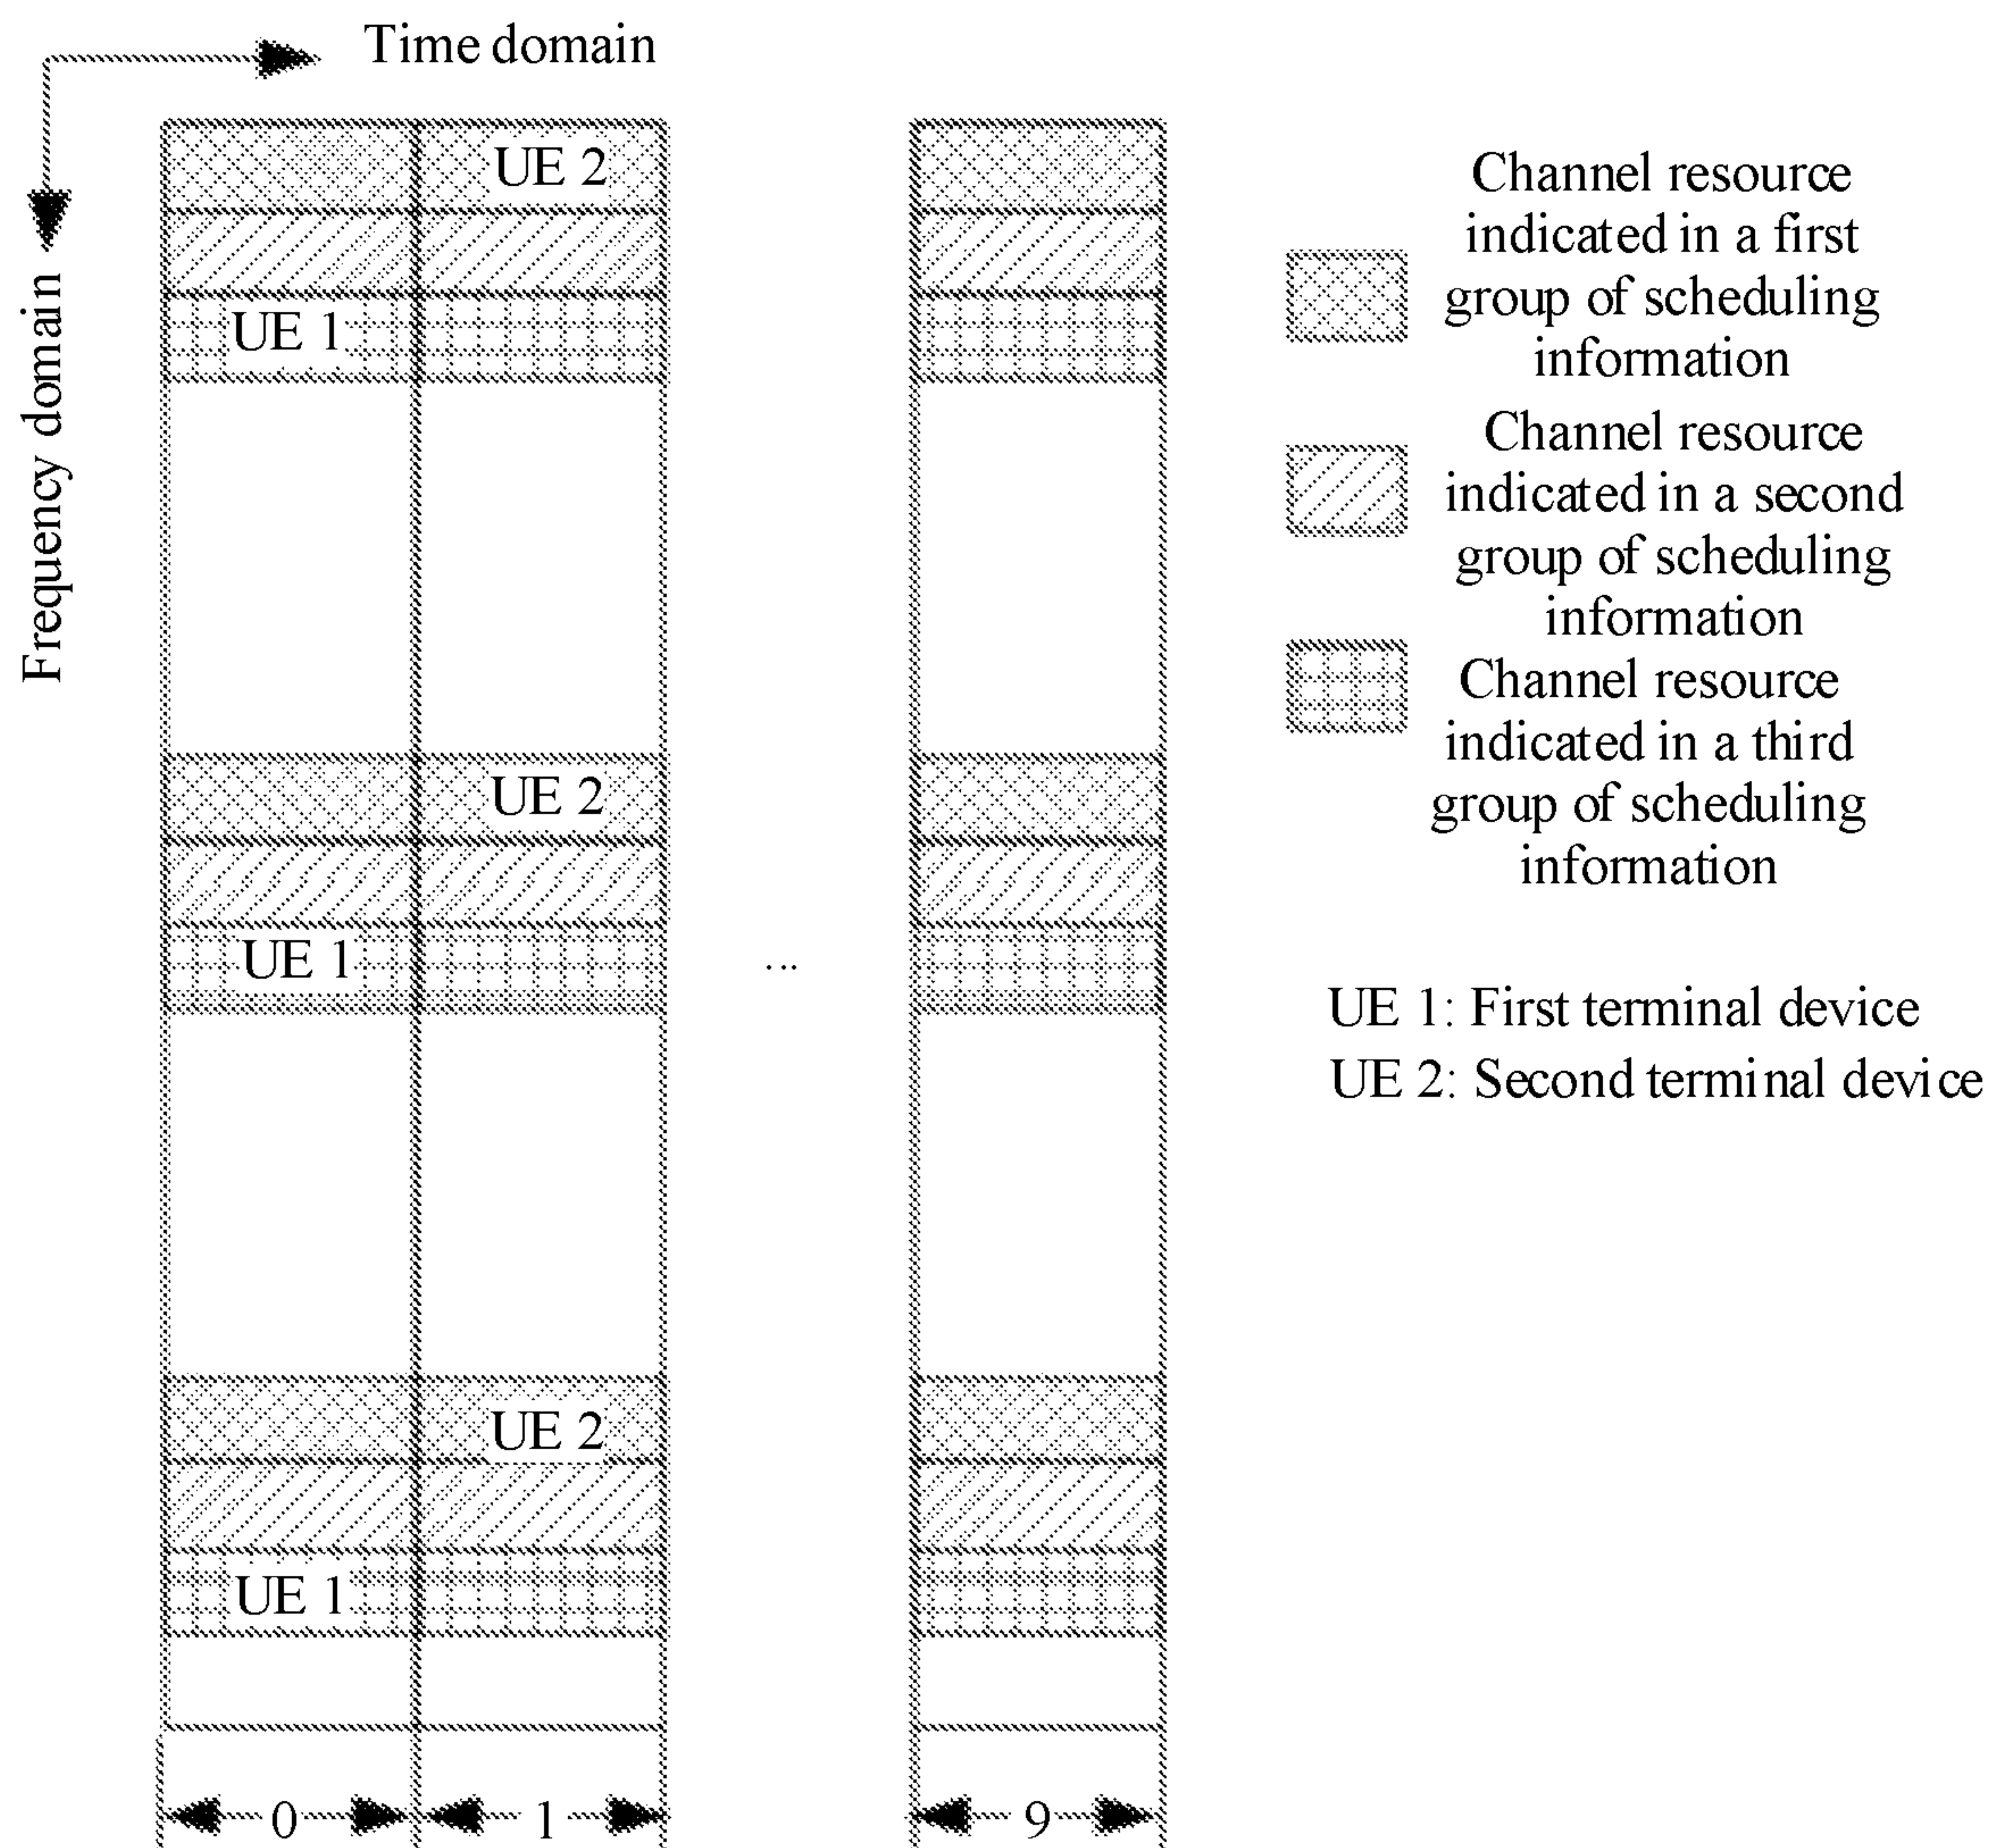 Time domain
Frequency domain
UE 2
UE 1
UE 2
UE 1
...
UE 2
UE 1
0
1
9
Channel resource
indicated in a first
group of scheduling
information
Channel resource
indicated in a second
group of scheduling
information
Channel resource
indicated in a third
group of scheduling
information
UE 1: First terminal device
UE 2: Second terminal device